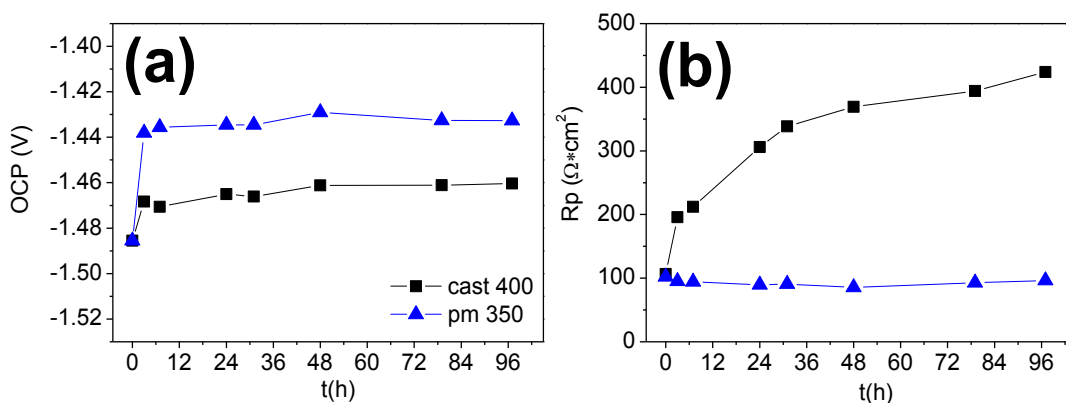 (a)
OCP (V)
-1.40
-1.42
-1.44
-1.46
-1.48
-1.50
-1.52
0 12 24 36 48 60 72 84 96
t(h)
cast 400
pm 350
(b)
Rp (Ω*cm²)
500
400
300
200
100
0
0 12 24 36 48 60 72 84 96
t(h)